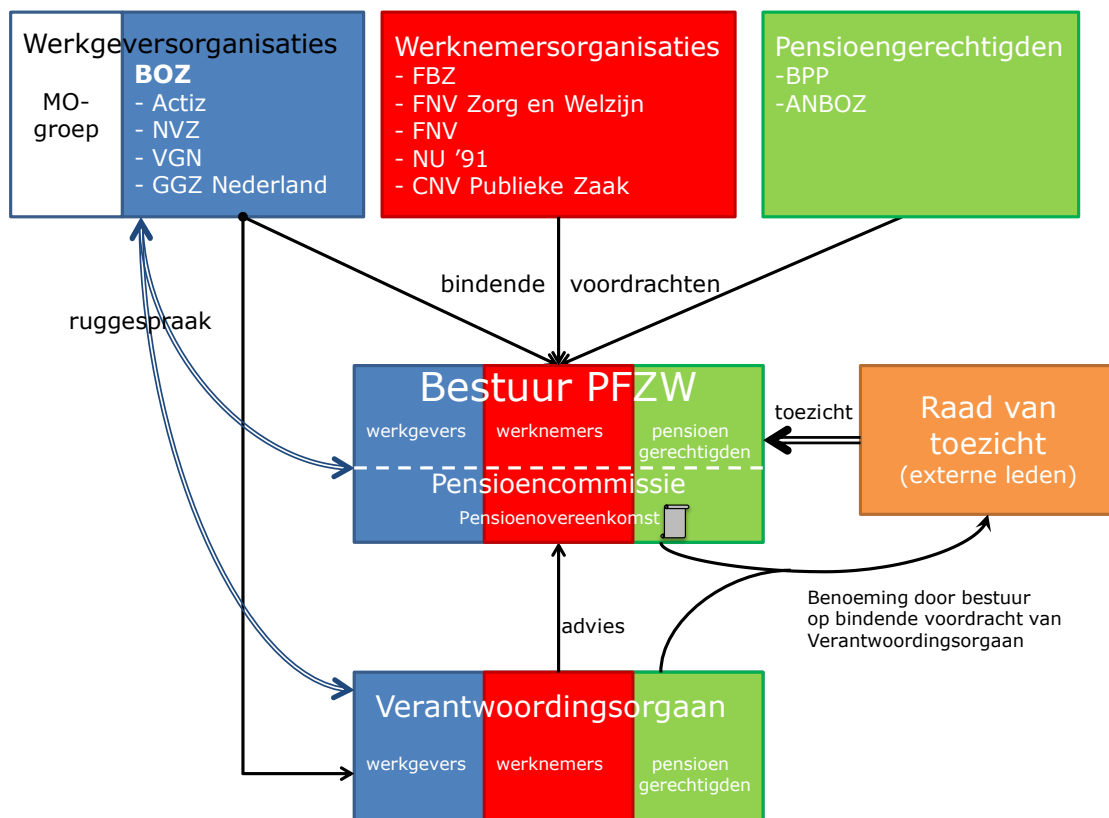 Werkgeversorganisaties
MO-
groep
BOZ
- Actiz
- NVZ
- VGN
- GGZ Nederland
Werknemersorganisaties
- FBZ
- FNV Zorg en Welzijn
- FNV
- NU ’91
- CNV Publieke Zaak
Pensioengerechtigden
-BPP
-ANBOZ
bindende voordrachten
ruggespraak
Bestuur PFZW
werkgevers
werknemers
pensioen
gerechtigden
Pensioencommissie
Pensioenovereenkomst
toezicht
Raad van
toezicht
(externe leden)
Benoeming door bestuur
op bindende voordracht van
Verantwoordingsorgaan
advies
Verantwoordingsorgaan
werkgevers
werknemers
pensioen
gerechtigden